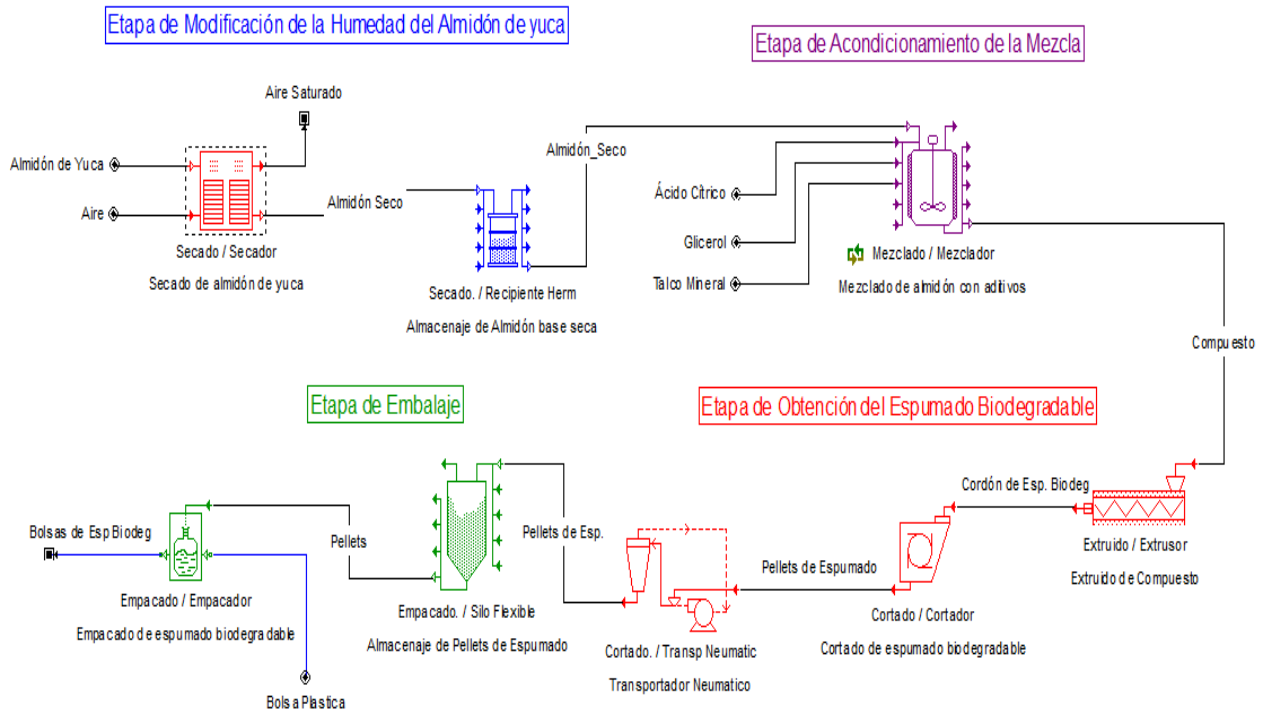 Etapa de Modificación de la Humedad del Almidón de yuca
Etapa de Acondicionamiento de la Mezcla
Aire Saturado
Almidón de Yuca
Aire
Almidón Seco
Secado / Secador
Secado de almidón de yuca
Secado. / Recipiente Herm
Almacenaje de Almidón base seca
Almidón_Seco
Ácido Cítrico
Glicerol
Talco Mineral
Mezclado / Mezclador
Mezclado de almidón con aditivos
Compuesto
Etapa de Embalaje
Etapa de Obtención del Espumado Biodegradable
Cordón de Esp. Biodeg
Extruido / Extrusor
Extruido de Compuesto
Pellets de Espumado
Cortado / Cortador
Cortado de espumado biodegradable
Pellets de Esp.
Cortado. / Transp Neumatic
Transportador Neumatico
Pellets
Empacado. / Silo Flexible
Almacenaje de Pellets de Espumado
Bolsas de Esp Biodeg
Empacado / Empacador
Empacado de espumado biodegradable
Bolsa Plastica